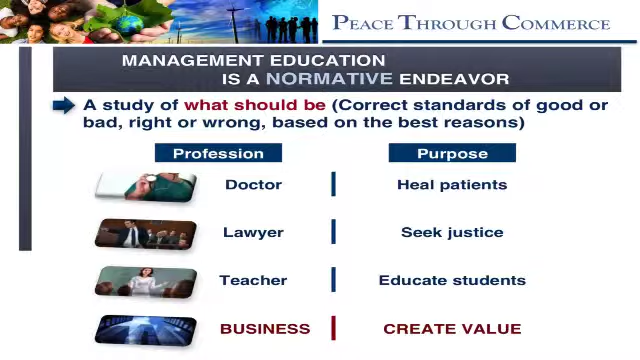 PEACE THROUGH COMMERCE
MANAGEMENT EDUCATION
IS A NORMATIVE ENDEAVOR
A study of what should be (Correct standards of good or
bad, right or wrong, based on the best reasons)
Profession Purpose
Doctor Heal patients
Lawyer Seek justice
Teacher Educate students
BUSINESS CREATE VALUE